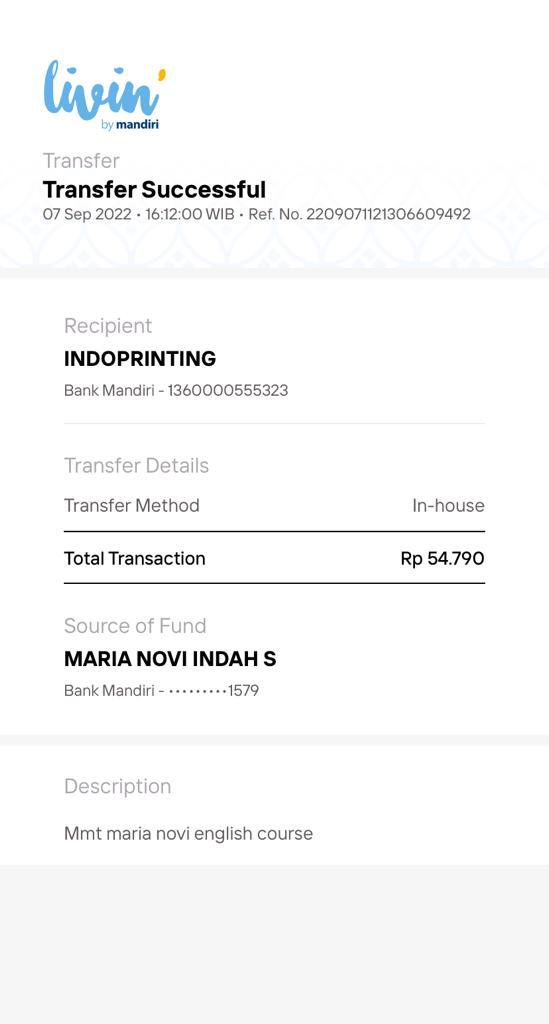 livin'
by mandiri
Transfer
Transfer Successful
07 Sep 2022 • 16:12:00 WIB • Ref. No. 2209071121306609492
Recipient
INDOPRINTING
Bank Mandiri - 1360000555323
Transfer Details
Transfer Method In-house
Total Transaction Rp 54.790
Source of Fund
MARIA NOVI INDAH S
Bank Mandiri - •••••••••1579
Description
Mmt maria novi english course